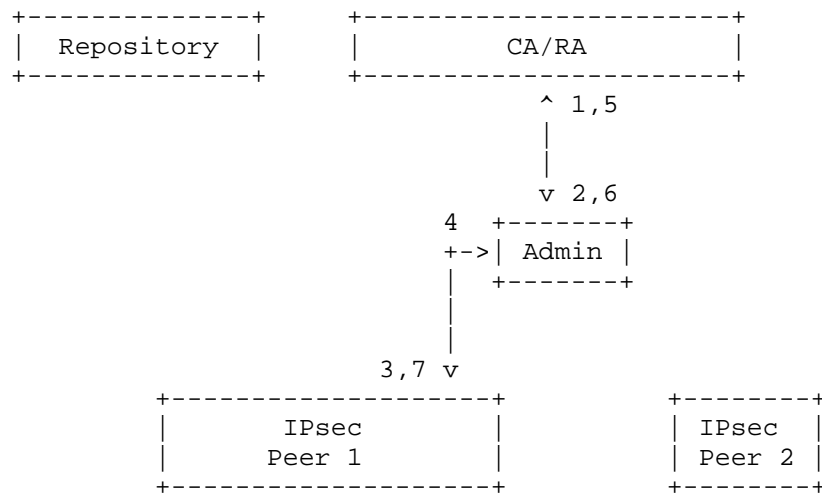 Repository CA/RA
1,5
2,6
4
Admin
3,7
IPsec IPsec
Peer 1 Peer 2